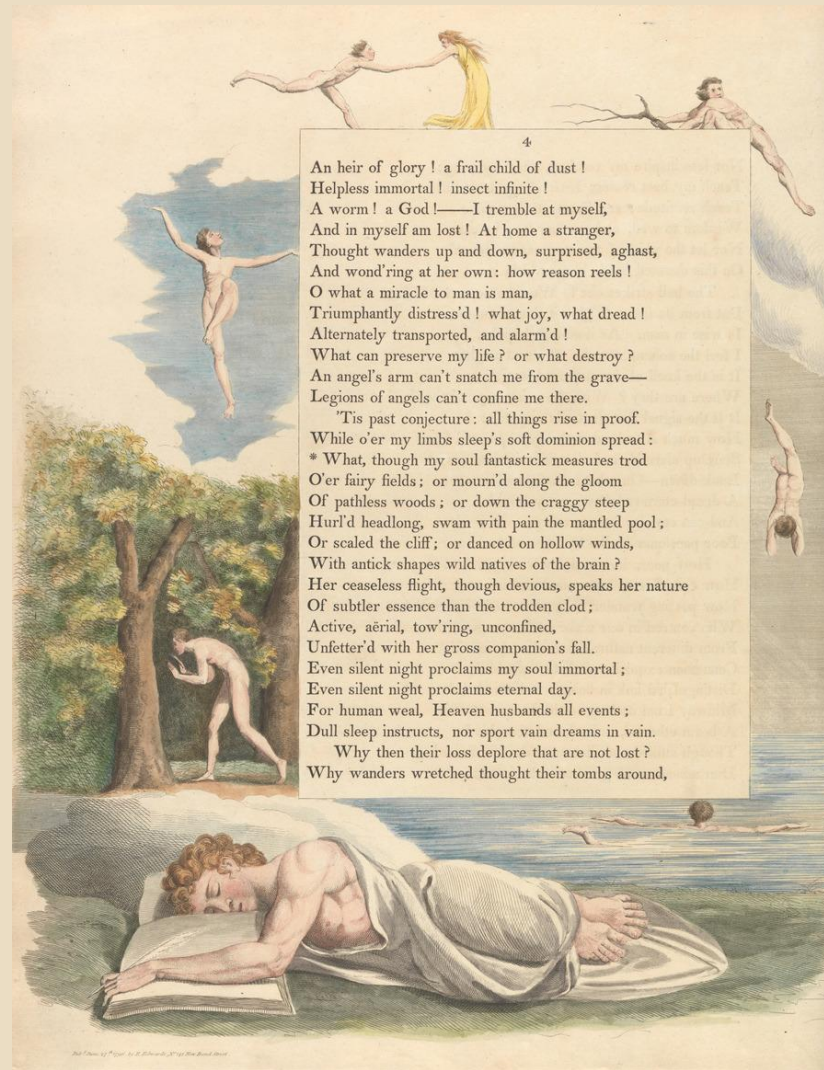 4
An heir of glory ! a frail child of dust !
Helpless immortal ! insect infinite !
A worm ! a God !——I tremble at myself,
And in myself am lost ! At home a stranger,
Thought wanders up and down, surprised, aghast,
And wond'ring at her own : how reason reels !
O what a miracle to man is man,
Triumphantly distress'd ! what joy, what dread !
Alternately transported, and alarm'd !
What can preserve my life ? or what destroy ?
An angel's arm can't snatch me from the grave—
Legions of angels can't confine me there.
'Tis past conjecture : all things rise in proof.
While o'er my limbs sleep's soft dominion spread :
* What, though my soul fantastick measures trod
O'er fairy fields ; or mourn'd along the gloom
Of pathless woods ; or down the craggy steep
Hurl'd headlong, swam with pain the mantled pool ;
Or scaled the cliff ; or danced on hollow winds,
With antick shapes wild natives of the brain ?
Her ceaseless flight, though devious, speaks her nature
Of subtler essence than the trodden clod ;
Active, aërial, tow'ring, unconfined,
Unfetter'd with her gross companion's fall.
Even silent night proclaims my soul immortal ;
Even silent night proclaims eternal day.
For human weal, Heaven husbands all events ;
Dull sleep instructs, nor sport vain dreams in vain.
Why then their loss deplore that are not lost ?
Why wanders wretched thought their tombs around,
by R. Edwards, Bond Street